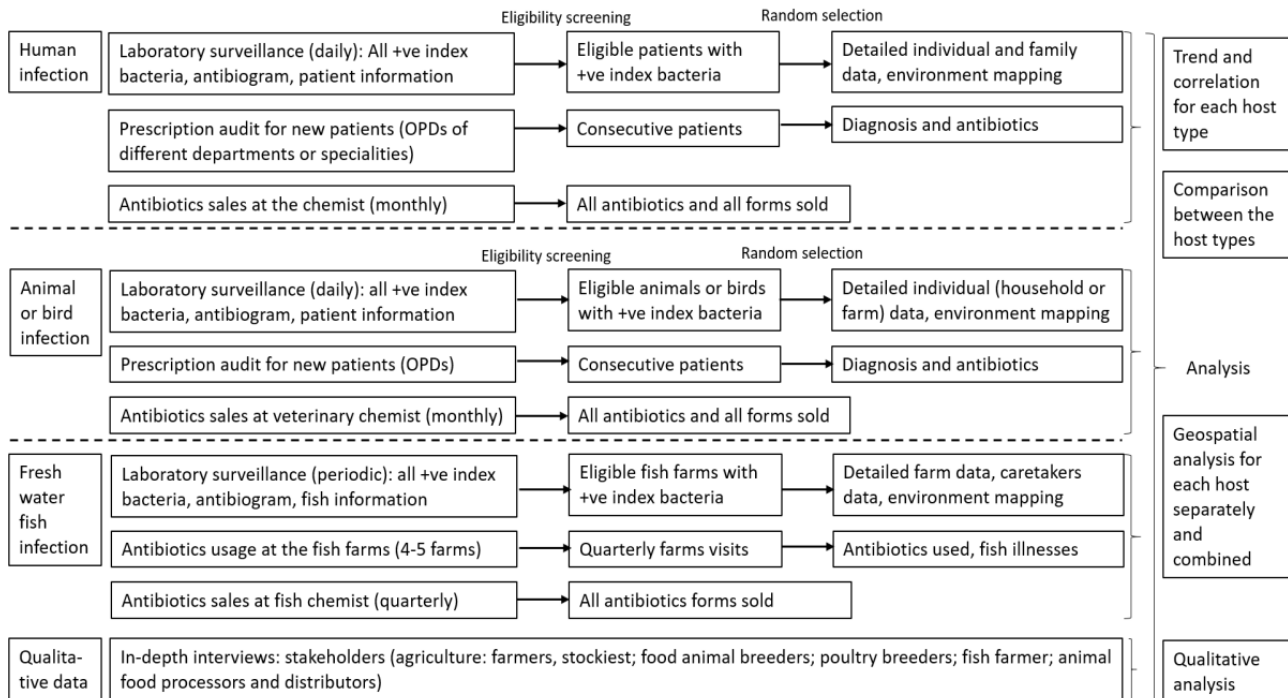 Eligibility screening
Random selection
Human
infection
Laboratory surveillance (daily): All +ve index
bacteria, antibiogram, patient information
Eligible patients with
+ve index bacteria
Detailed individual and family
data, environment mapping
Prescription audit for new patients (OPDs of
different departments or specialities)
Consecutive patients
Diagnosis and antibiotics
Antibiotics sales at the chemist (monthly)
All antibiotics and all forms sold
Eligibility screening
Random selection
Animal
or bird
infection
Laboratory surveillance (daily): all +ve index
bacteria, antibiogram, patient information
Eligible animals or birds
with +ve index bacteria
Detailed individual (household or
farm) data, environment mapping
Prescription audit for new patients (OPDs)
Consecutive patients
Diagnosis and antibiotics
Antibiotics sales at veterinary chemist (monthly)
All antibiotics and all forms sold
Fresh
water
fish
infection
Laboratory surveillance (periodic): all +ve index
bacteria, antibiogram, fish information
Eligible fish farms with
+ve index bacteria
Detailed farm data, caretakers
data, environment mapping
Antibiotics usage at the fish farms (4-5 farms)
Quarterly farms visits
Antibiotics used, fish illnesses
Antibiotics sales at fish chemist (quarterly)
All antibiotics forms sold
Qualita-
tive data
In-depth interviews: stakeholders (agriculture: farmers, stockiest; food animal breeders; poultry breeders; fish farmer; animal
food processors and distributors)
Trend and
correlation
for each host
type
Comparison
between the
host types
Analysis
Geospatial
analysis for
each host
separately
and
combined
Qualitative
analysis